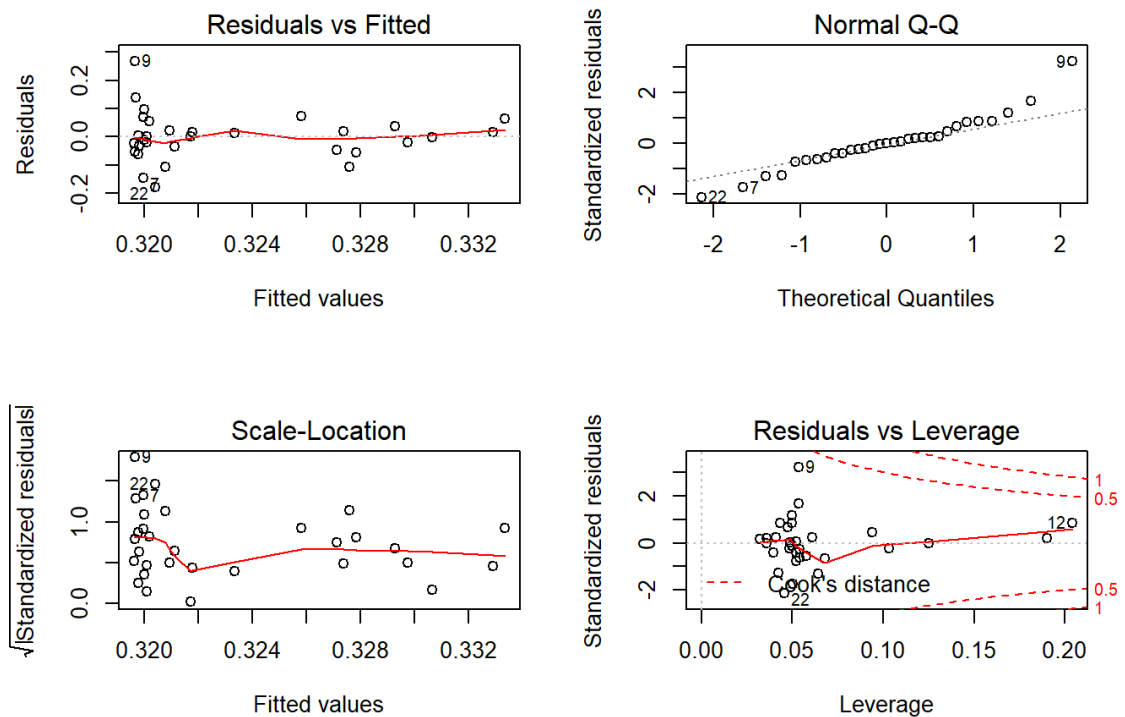 Residuals vs Fitted
Residuals
-0.2 0.0 0.2
9
22
7
0.320 0.324 0.328 0.332
Fitted values
Normal Q-Q
Standardized residuals
-2 0 2
9
7
22
-2 -1 0 1 2
Theoretical Quantiles
Scale-Location
√|Standardized residuals|
0.0 1.0
9
22
7
0.320 0.324 0.328 0.332
Fitted values
Residuals vs Leverage
Standardized residuals
-2 0 2
9
12
22
1
0.5
0.5
1
Cook's distance
0.00 0.05 0.10 0.15 0.20
Leverage